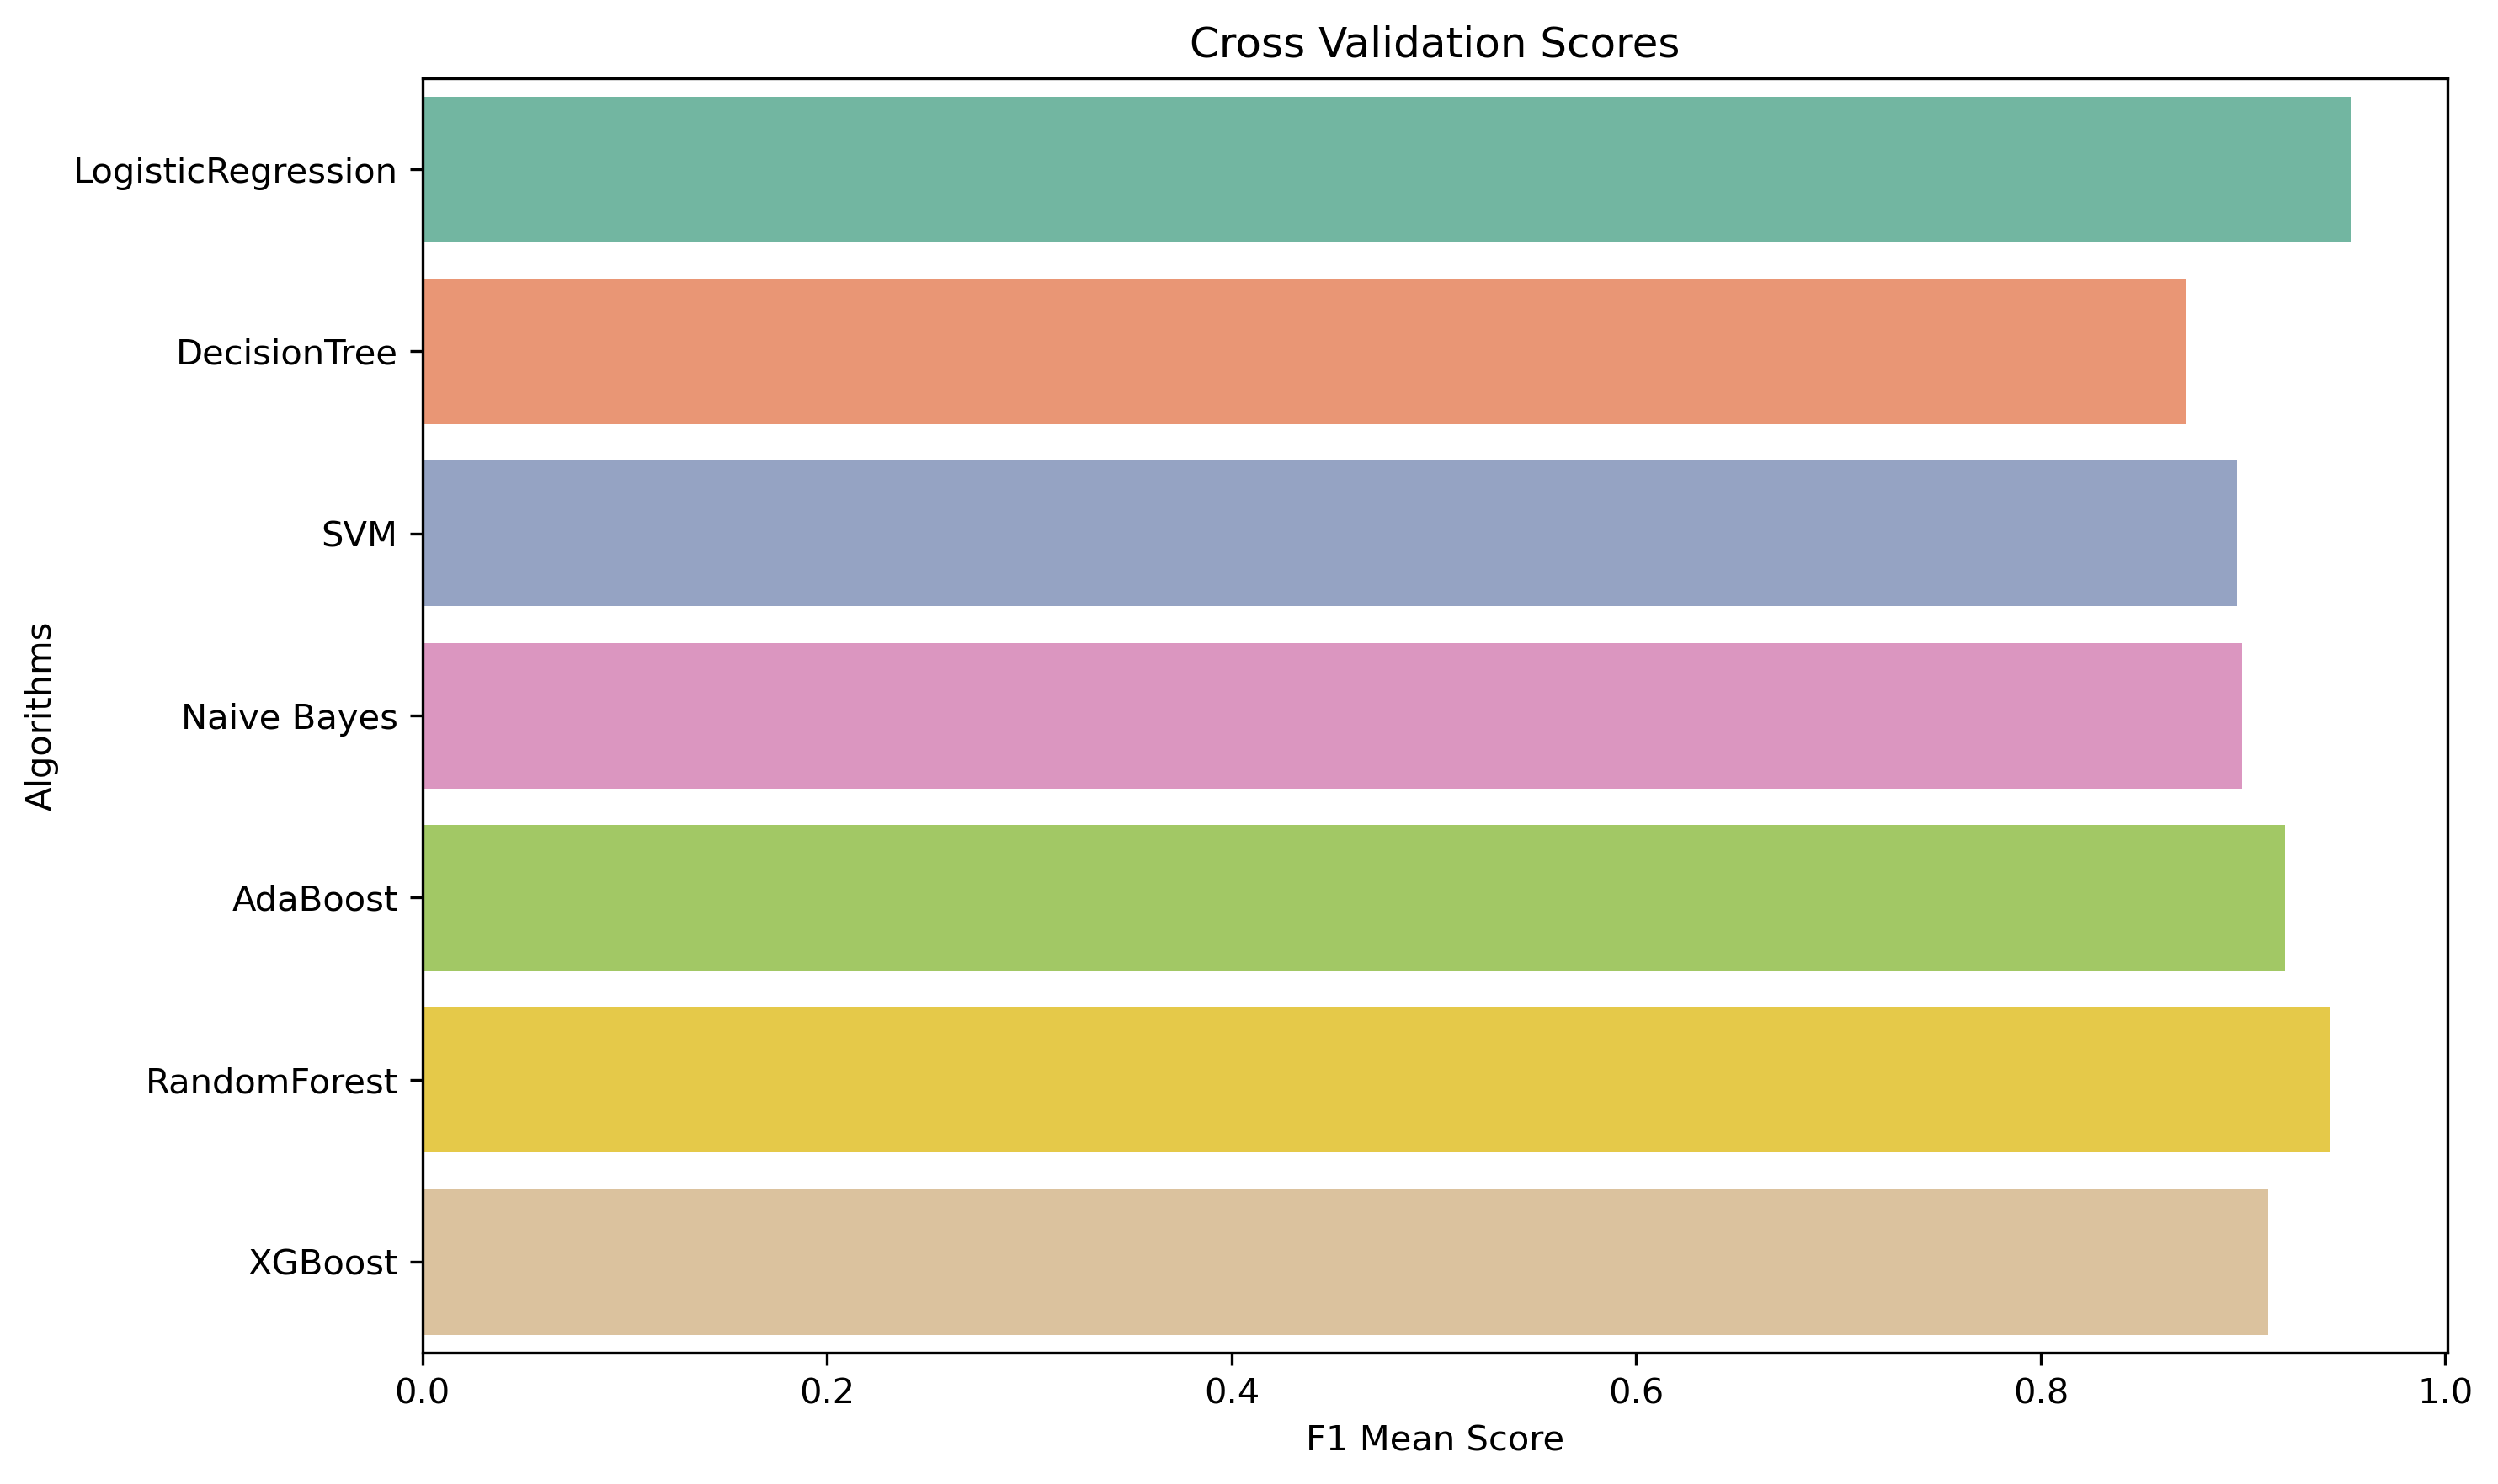 Cross Validation Scores
LogisticRegression
DecisionTree
SVM
Naive Bayes
AdaBoost
RandomForest
XGBoost
Algorithms
0.0 0.2 0.4 0.6 0.8 1.0
F1 Mean Score